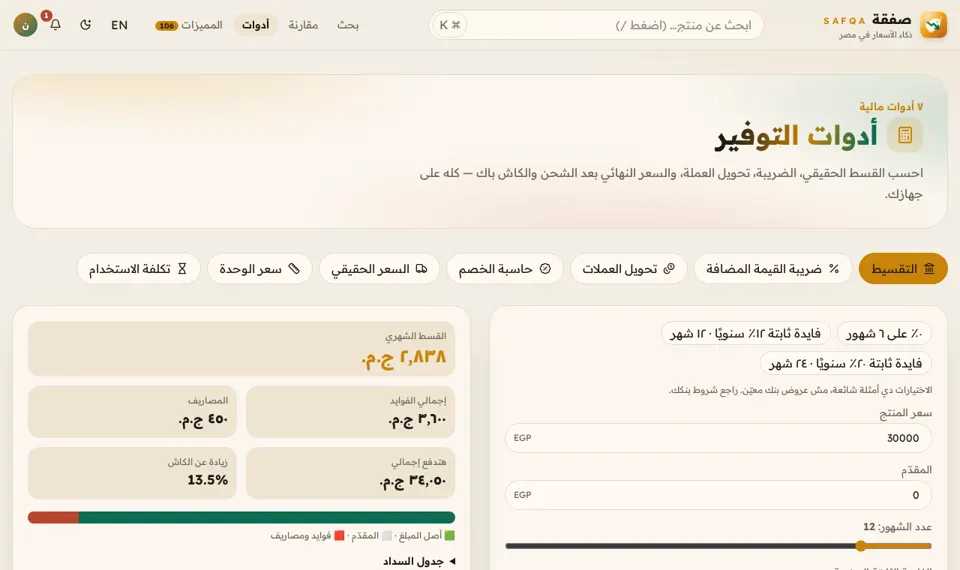 صفقة SAFQA
ذكاء الأسعار في مصر
ابحث عن منتج... (اضغط /)
⌘ K
بحث
مقارنة
أدوات
المميزات 106
EN
1
ن
٧ أدوات مالية
أدوات التوفير
احسب القسط الحقيقي، الضريبة، تحويل العملة، والسعر النهائي بعد الشحن والكاش باك — كله على
جهازك.
التقسيط
ضريبة القيمة المضافة
تحويل العملات
حاسبة الخصم
السعر الحقيقي
سعر الوحدة
تكلفة الاستخدام
٠٪ على ٦ شهور
فايدة ثابتة ١٢٪ سنويًا · ١٢ شهر
فايدة ثابتة ٢٠٪ سنويًا · ٢٤ شهر
الاختيارات دي أمثلة شائعة، مش عروض بنك معيّن. راجع شروط بنكك.
سعر المنتج
30000 EGP
المقدّم
0 EGP
عدد الشهور: 12
القسط الشهري
٢,٨٣٨ ج.م.
إجمالي الفوايد
٣,٦٠٠ ج.م.
المصاريف
٤٥٠ ج.م.
هتدفع إجمالي
٣٤,٠٥٠ ج.م.
زيادة عن الكاش
13.5%
أصل المبلغ · المقدّم · فوايد ومصاريف
جدول السداد